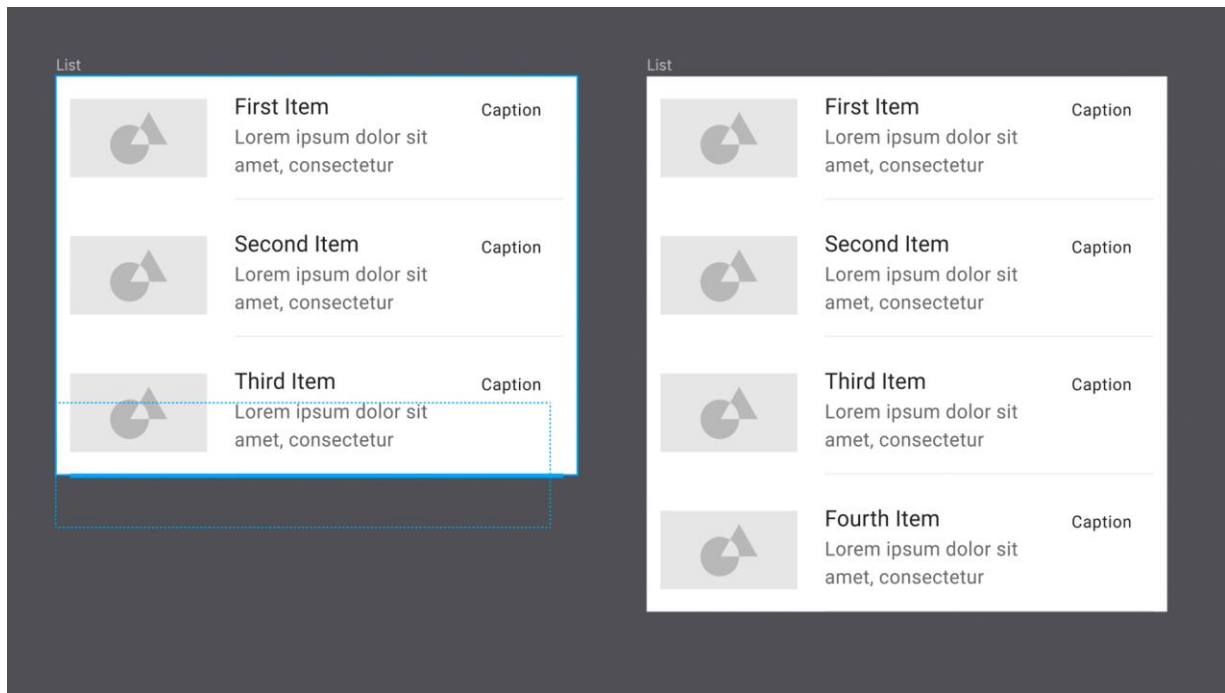 List
First Item
Caption
Lorem ipsum dolor sit
amet, consectetur
Second Item
Caption
Lorem ipsum dolor sit
amet, consectetur
Third Item
Caption
Lorem ipsum dolor sit
amet, consectetur
List
First Item
Caption
Lorem ipsum dolor sit
amet, consectetur
Second Item
Caption
Lorem ipsum dolor sit
amet, consectetur
Third Item
Caption
Lorem ipsum dolor sit
amet, consectetur
Fourth Item
Caption
Lorem ipsum dolor sit
amet, consectetur